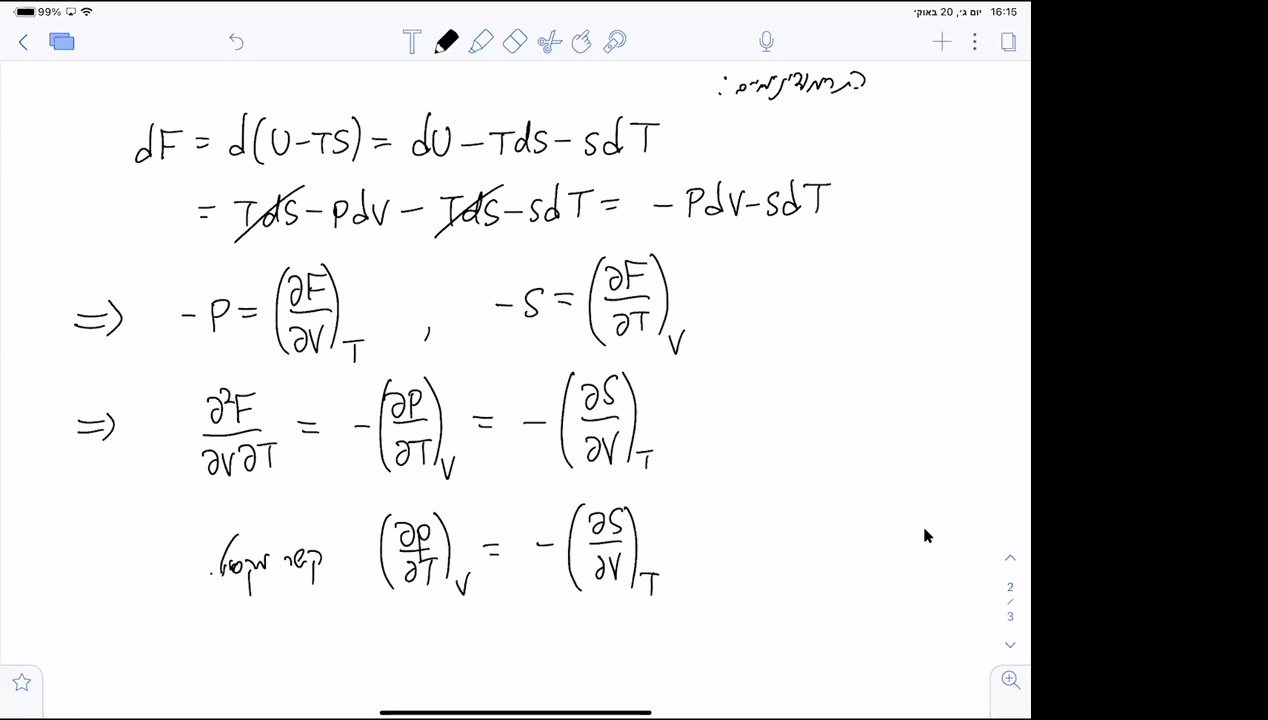 99%
יום ג׳, 20 באוק׳ 16:15
התרמודינמיים:
dF = d(U-TS) = dU - TdS - SdT
= TdS - PdV - TdS - SdT = - PdV - SdT
⇒ -P = (∂F/∂V)_T , -S = (∂F/∂T)_V
⇒ ∂²F/∂V∂T = -(∂P/∂T)_V = -(∂S/∂V)_T
קשר מקסוול. (∂P/∂T)_V = -(∂S/∂V)_T
2
/
3